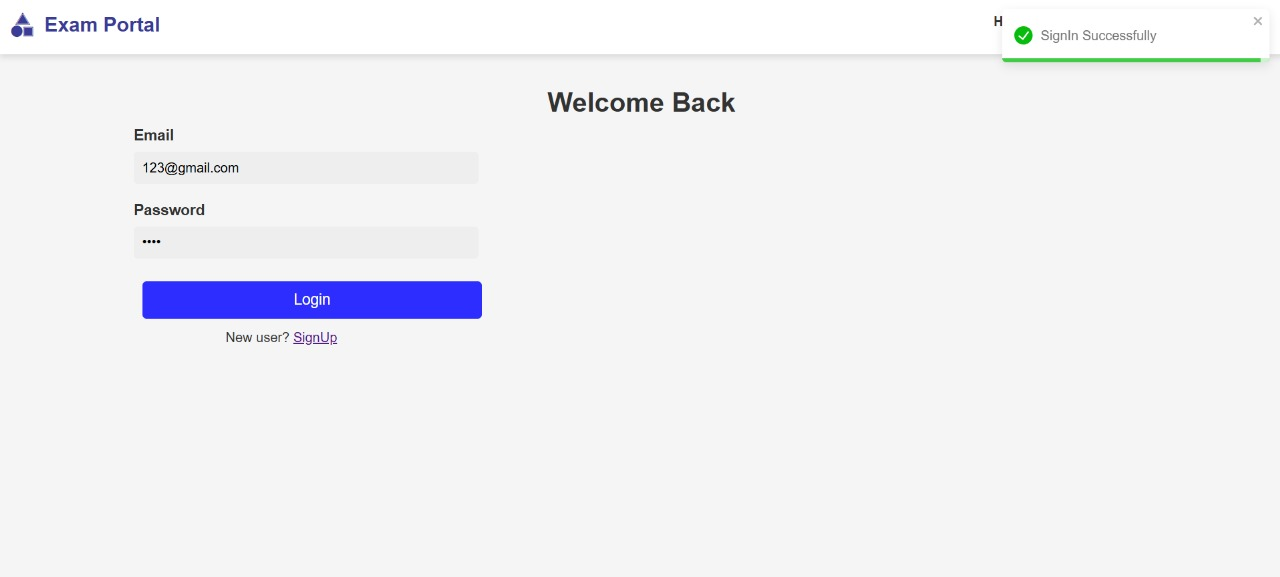 Exam Portal
H
SignIn Successfully
Welcome Back
Email
123@gmail.com
Password
••••
Login
New user? SignUp